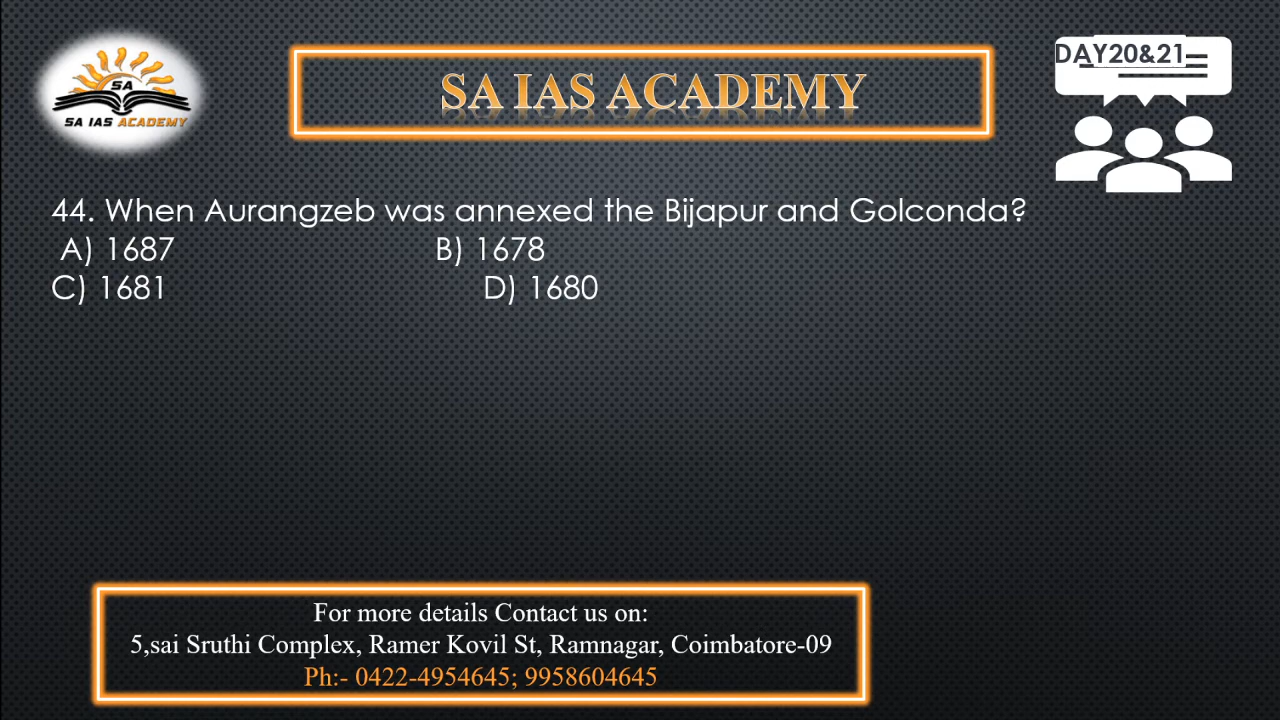 SA
SA IAS ACADEMY
SA IAS ACADEMY
DAY20&21
44. When Aurangzeb was annexed the Bijapur and Golconda?
A) 1687 B) 1678
C) 1681 D) 1680
For more details Contact us on:
5,sai Sruthi Complex, Ramer Kovil St, Ramnagar, Coimbatore-09
Ph:- 0422-4954645; 9958604645